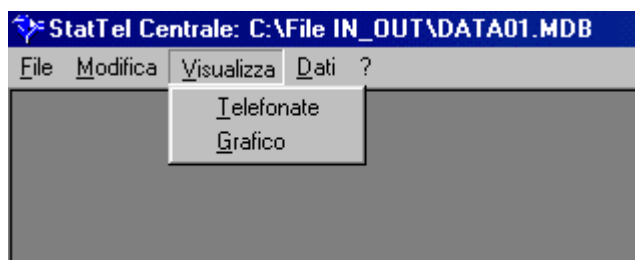 StatTel Centrale: C:\File IN_OUT\DATA01.MDB
File Modifica Visualizza Dati ?
Telefonate
Grafico